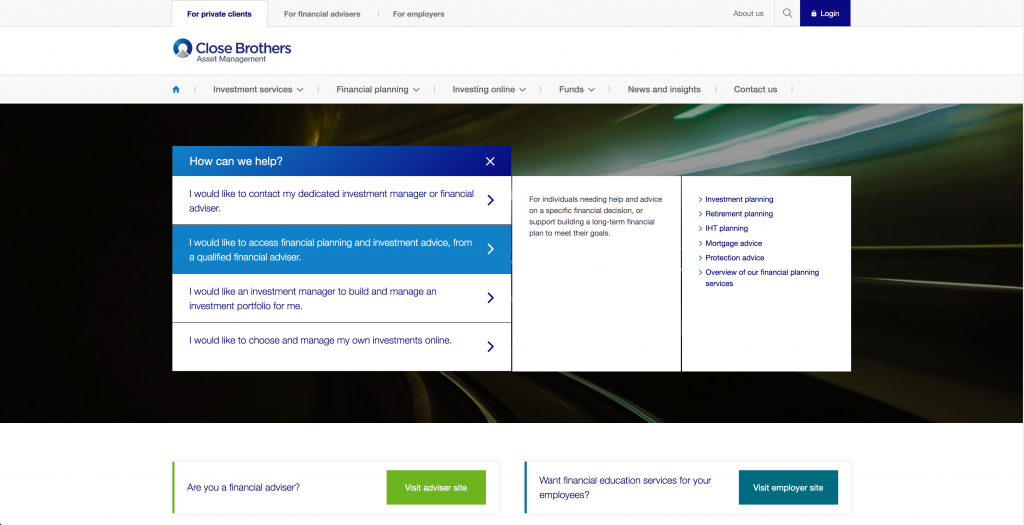 For private clients
For financial advisers
For employers
About us
Login
Close Brothers
Asset Management
Investment services
Financial planning
Investing online
Funds
News and insights
Contact us
How can we help?
I would like to contact my dedicated investment manager or financial
adviser.
I would like to access financial planning and investment advice, from
a qualified financial adviser.
I would like an investment manager to build and manage an
investment portfolio for me.
I would like to choose and manage my own investments online.
For individuals needing help and advice
on a specific financial decision, or
support building a long-term financial
plan to meet their goals.
Investment planning
Retirement planning
IHT planning
Mortgage advice
Protection advice
Overview of our financial planning
services
Are you a financial adviser?
Visit adviser site
Want financial education services for your
employees?
Visit employer site